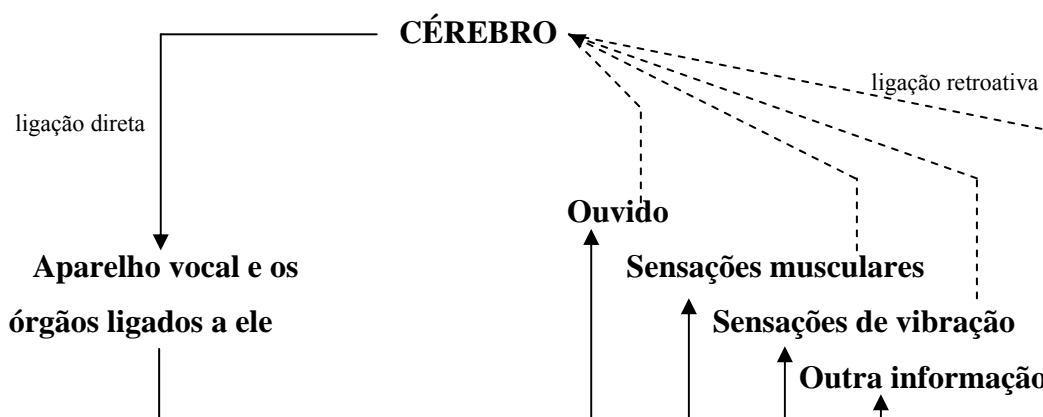 CÉREBRO
ligação retroativa
ligação direta
Ouvido
Aparelho vocal e os
órgãos ligados a ele
Sensações musculares
Sensações de vibração
Outra informação